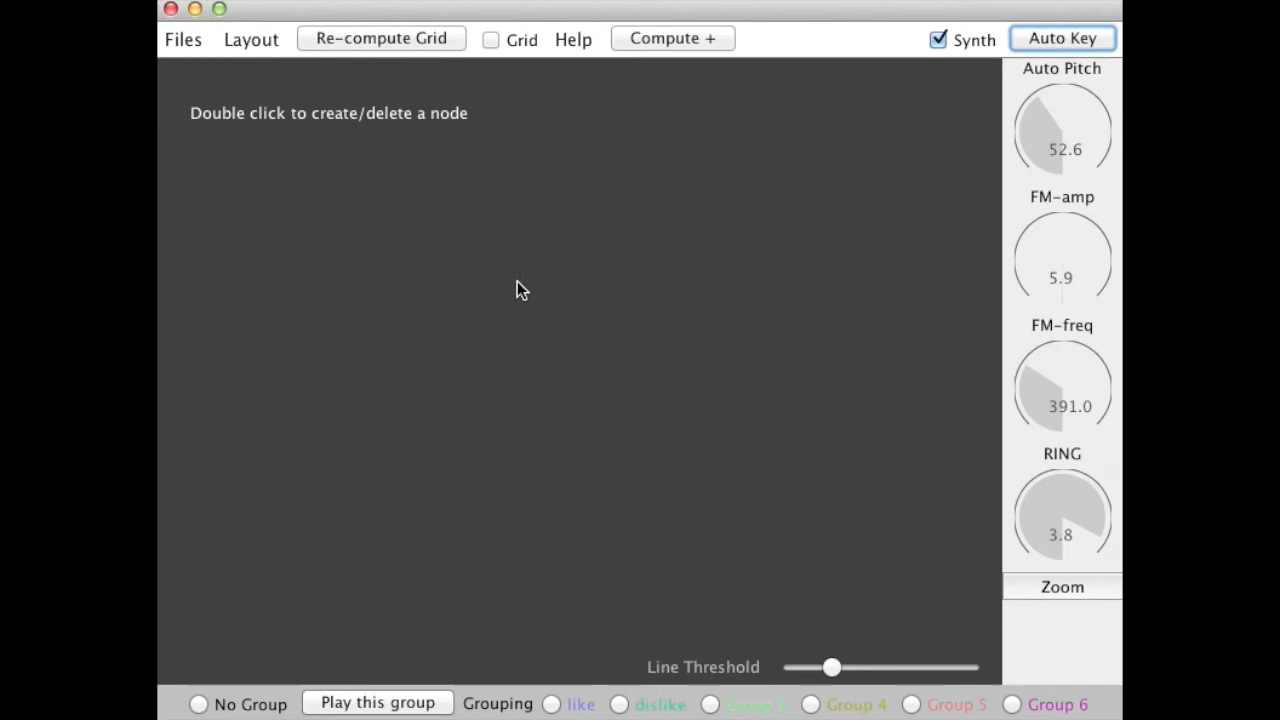 Files Layout Re-compute Grid Grid Help Compute + Synth Auto Key
Auto Pitch
Double click to create/delete a node
52.6
FM-amp
5.9
FM-freq
391.0
RING
3.8
Zoom
Line Threshold
No Group Play this group Grouping like dislike Group 3 Group 4 Group 5 Group 6